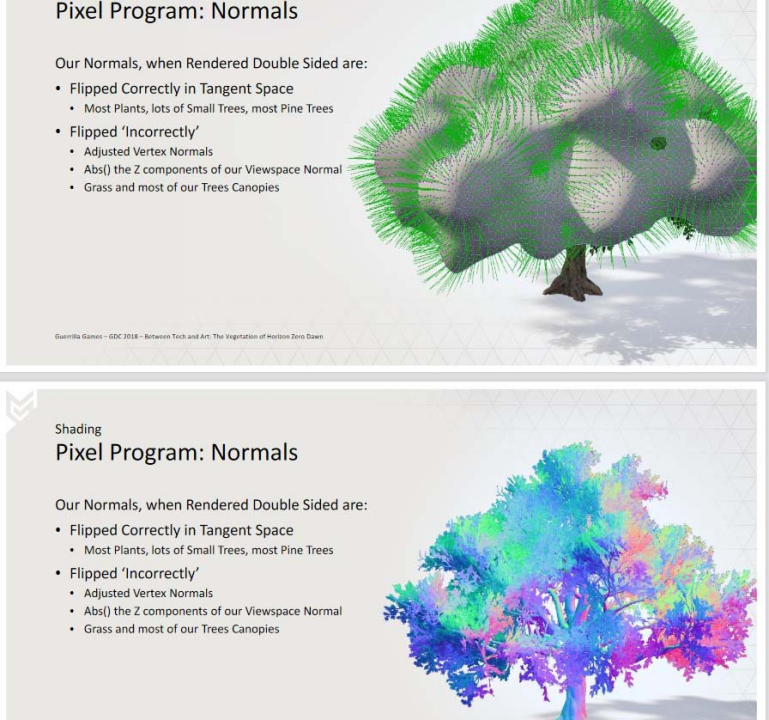 Pixel Program: Normals
Our Normals, when Rendered Double Sided are:
• Flipped Correctly in Tangent Space
• Most Plants, lots of Small Trees, most Pine Trees
• Flipped ‘Incorrectly’
• Adjusted Vertex Normals
• Abs() the Z components of our Viewspace Normal
• Grass and most of our Trees Canopies
Guerrilla Games – GDC 2018 – Between Tech and Art: The Vegetation of Horizon Zero Dawn
Shading
Pixel Program: Normals
Our Normals, when Rendered Double Sided are:
• Flipped Correctly in Tangent Space
• Most Plants, lots of Small Trees, most Pine Trees
• Flipped ‘Incorrectly’
• Adjusted Vertex Normals
• Abs() the Z components of our Viewspace Normal
• Grass and most of our Trees Canopies